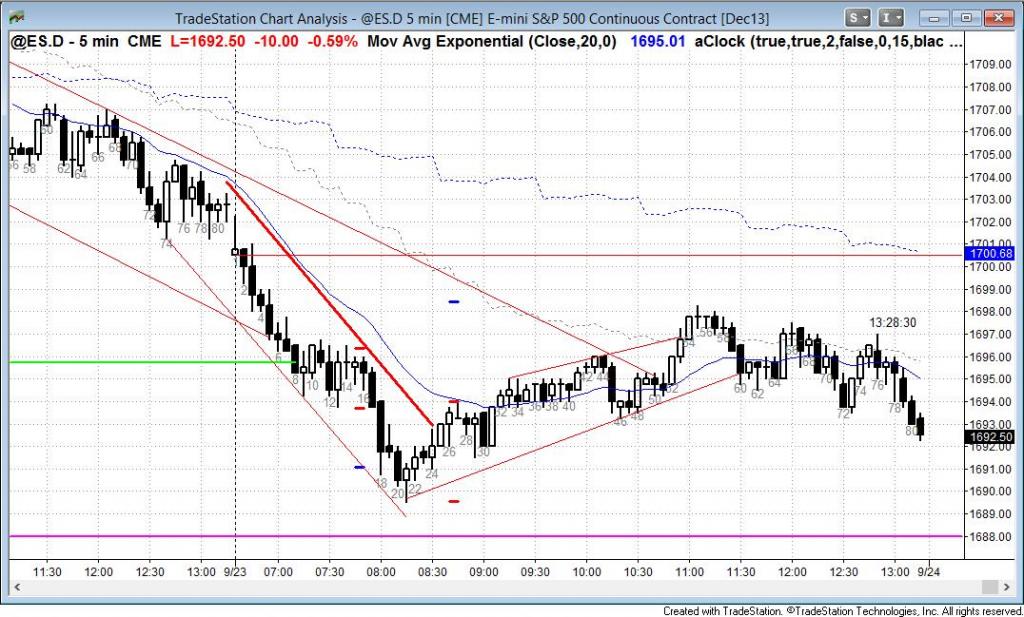 TradeStation Chart Analysis - @ES.D 5 min [CME] E-mini S&P 500 Continuous Contract [Dec13]
S I
@ES.D - 5 min CME L=1692.50 -10.00 -0.59% Mov Avg Exponential (Close,20,0) 1695.01 aClock (true,true,2,false,0,15,blac ...
1709.00
1708.00
1707.00
60
1706.00
68
1705.00
58 62 64 66 70
1704.00
1703.00
72 76 78 80
1702.00
74
1701.00
1700.68
1700.00
2
1699.00
4
1698.00
13:28:30
1697.00
6 54 56 58
1696.00
68
1695.00
8 10 14 42 44 60 64 70 76
1694.00
12 16 32 34 36 38 40 50 52 62 74 78
1693.00
46 48 72 80
1692.50
1692.00
26 28 30
1691.00
18 24
1690.00
20 22
1689.00
1688.00
11:30 12:00 12:30 13:00 9/23 07:00 07:30 08:00 08:30 09:00 09:30 10:00 10:30 11:00 11:30 12:00 12:30 13:00 9/24
Created with TradeStation. ©TradeStation Technologies, Inc. All rights reserved.